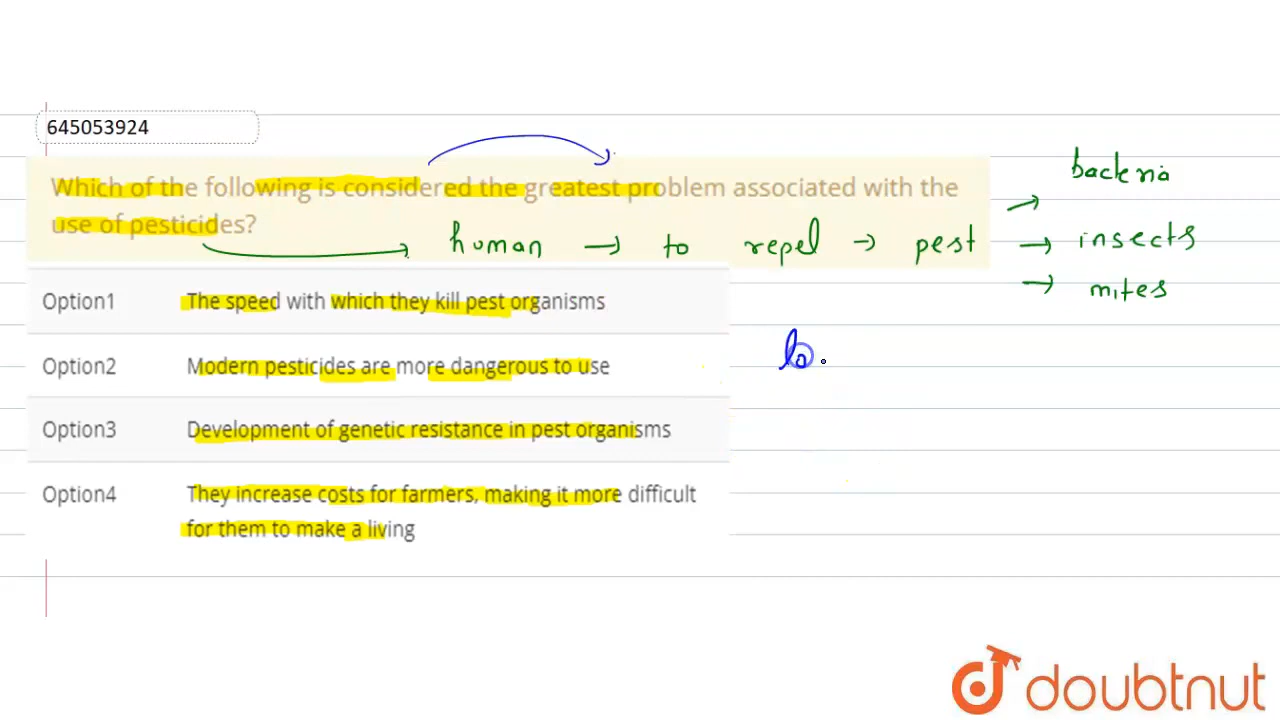 645053924
Which of the following is considered the greatest problem associated with the
use of pesticides?
human → to repel → pest
→ bacteria
→ insects
→ mites
Option1 The speed with which they kill pest organisms
Option2 Modern pesticides are more dangerous to use
Option3 Development of genetic resistance in pest organisms
Option4 They increase costs for farmers, making it more difficult
for them to make a living
doubtnut